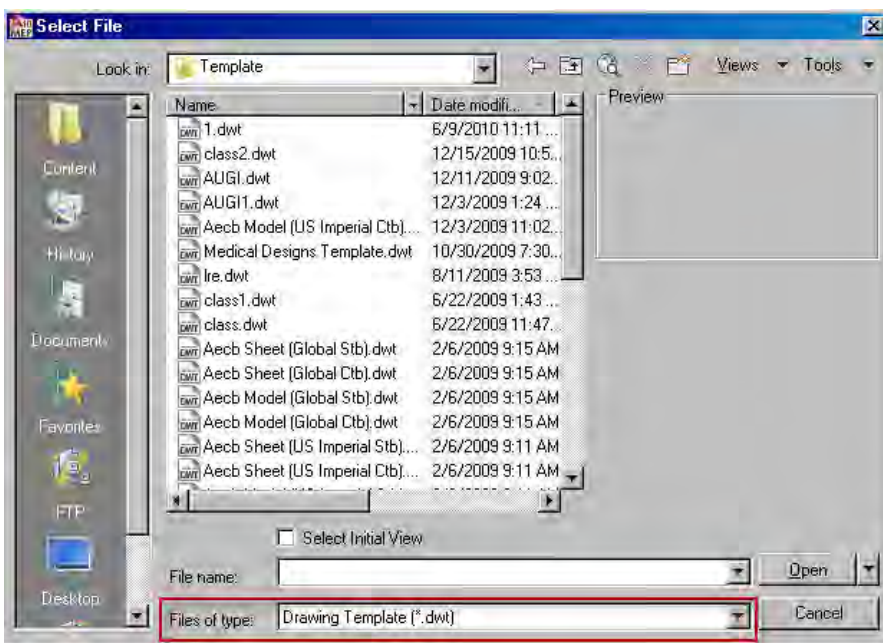 Select File
Look in: Template Views Tools
Name Date modifi... Preview
1.dwt 6/9/2010 11:11 ...
class2.dwt 12/15/2009 10:5...
AUGI.dwt 12/11/2009 9:02...
AUGI1.dwt 12/3/2009 1:24 ...
Aecb Model (US Imperial Ctb).... 12/3/2009 11:02...
Medical Designs Template.dwt 10/30/2009 7:30...
lre.dwt 8/11/2009 3:53 ...
class1.dwt 6/22/2009 1:43 ...
class.dwt 6/22/2009 11:47...
Aecb Sheet (Global Stb).dwt 2/6/2009 9:15 AM
Aecb Sheet (Global Ctb).dwt 2/6/2009 9:15 AM
Aecb Model (Global Stb).dwt 2/6/2009 9:15 AM
Aecb Model (Global Ctb).dwt 2/6/2009 9:15 AM
Aecb Sheet (US Imperial Stb).... 2/6/2009 9:11 AM
Aecb Sheet (US Imperial Ctb).... 2/6/2009 9:11 AM
Content
History
Documents
Favorites
FTP
Desktop
Select Initial View
File name: Open
Files of type: Drawing Template (*.dwt) Cancel